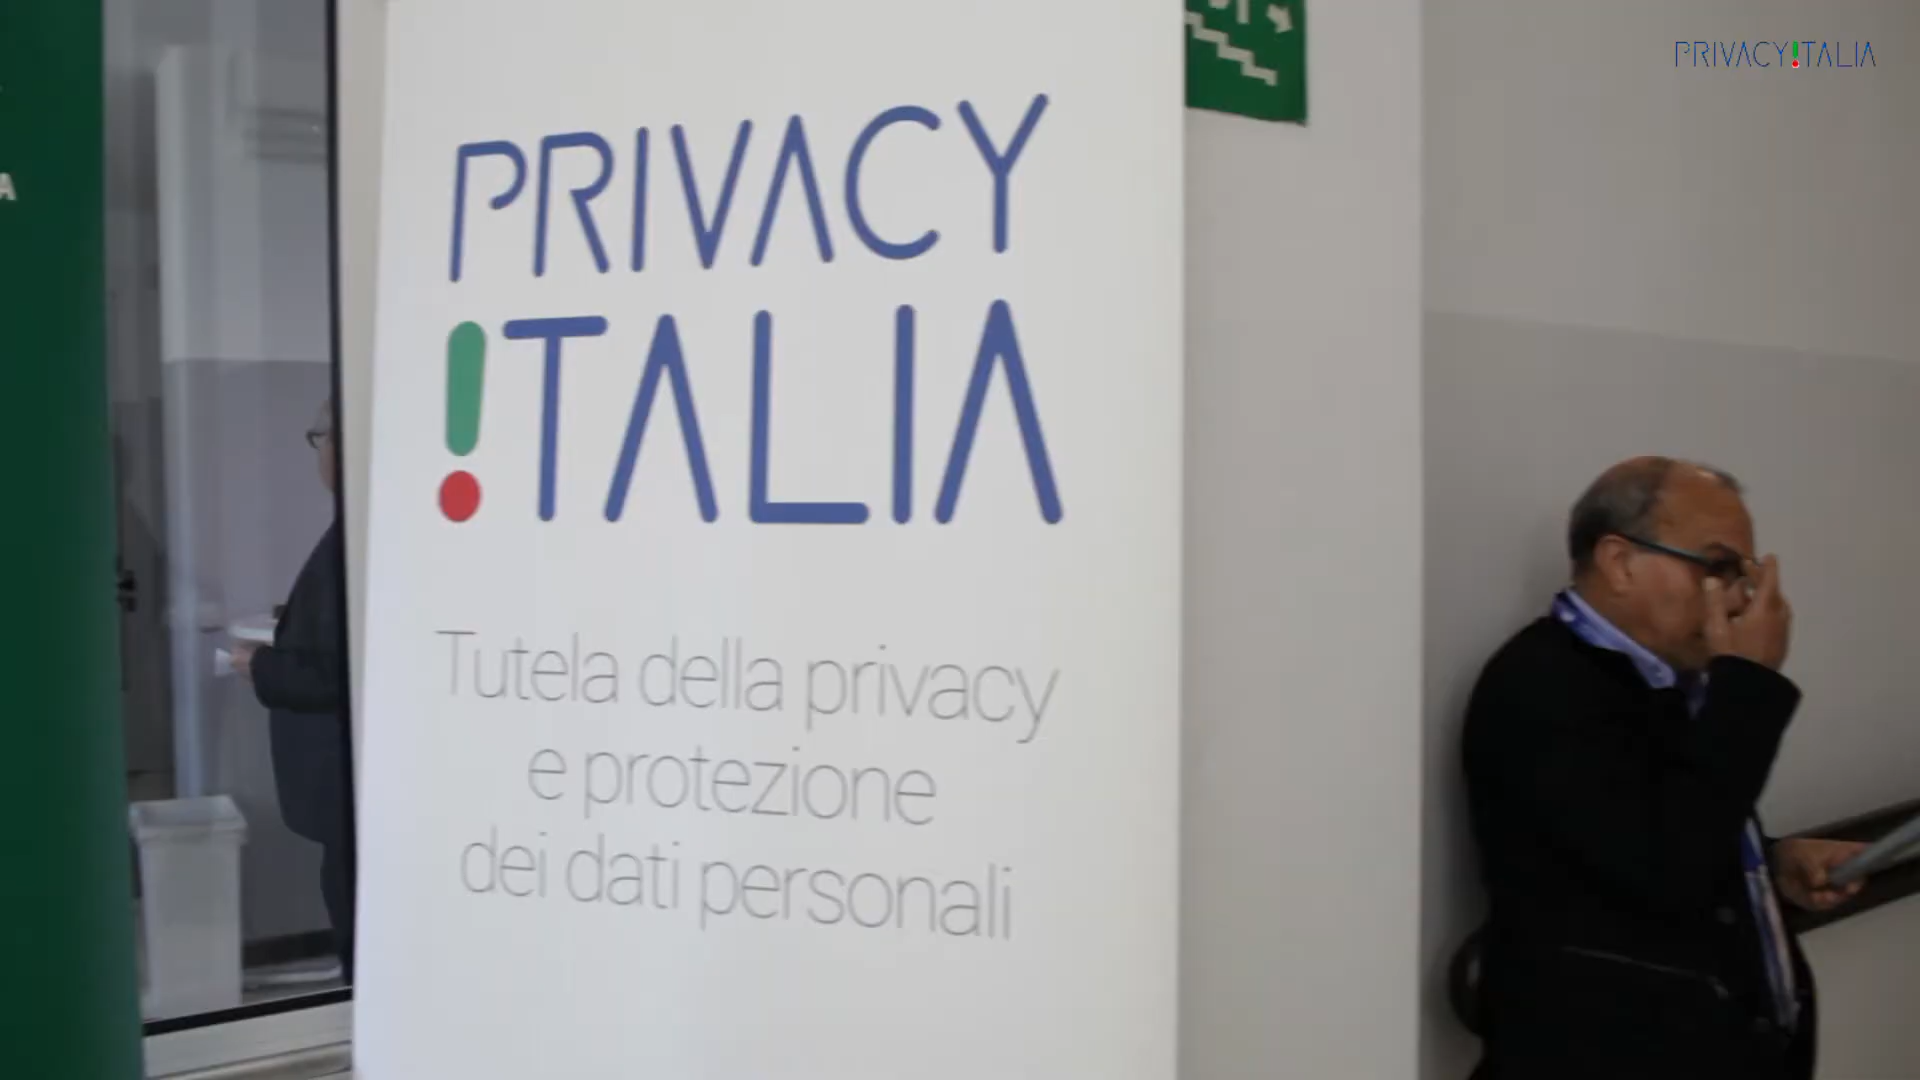 PRIVACY!TALIA
PRIVACY
!TALIA
Tutela della privacy
e protezione
dei dati personali
A